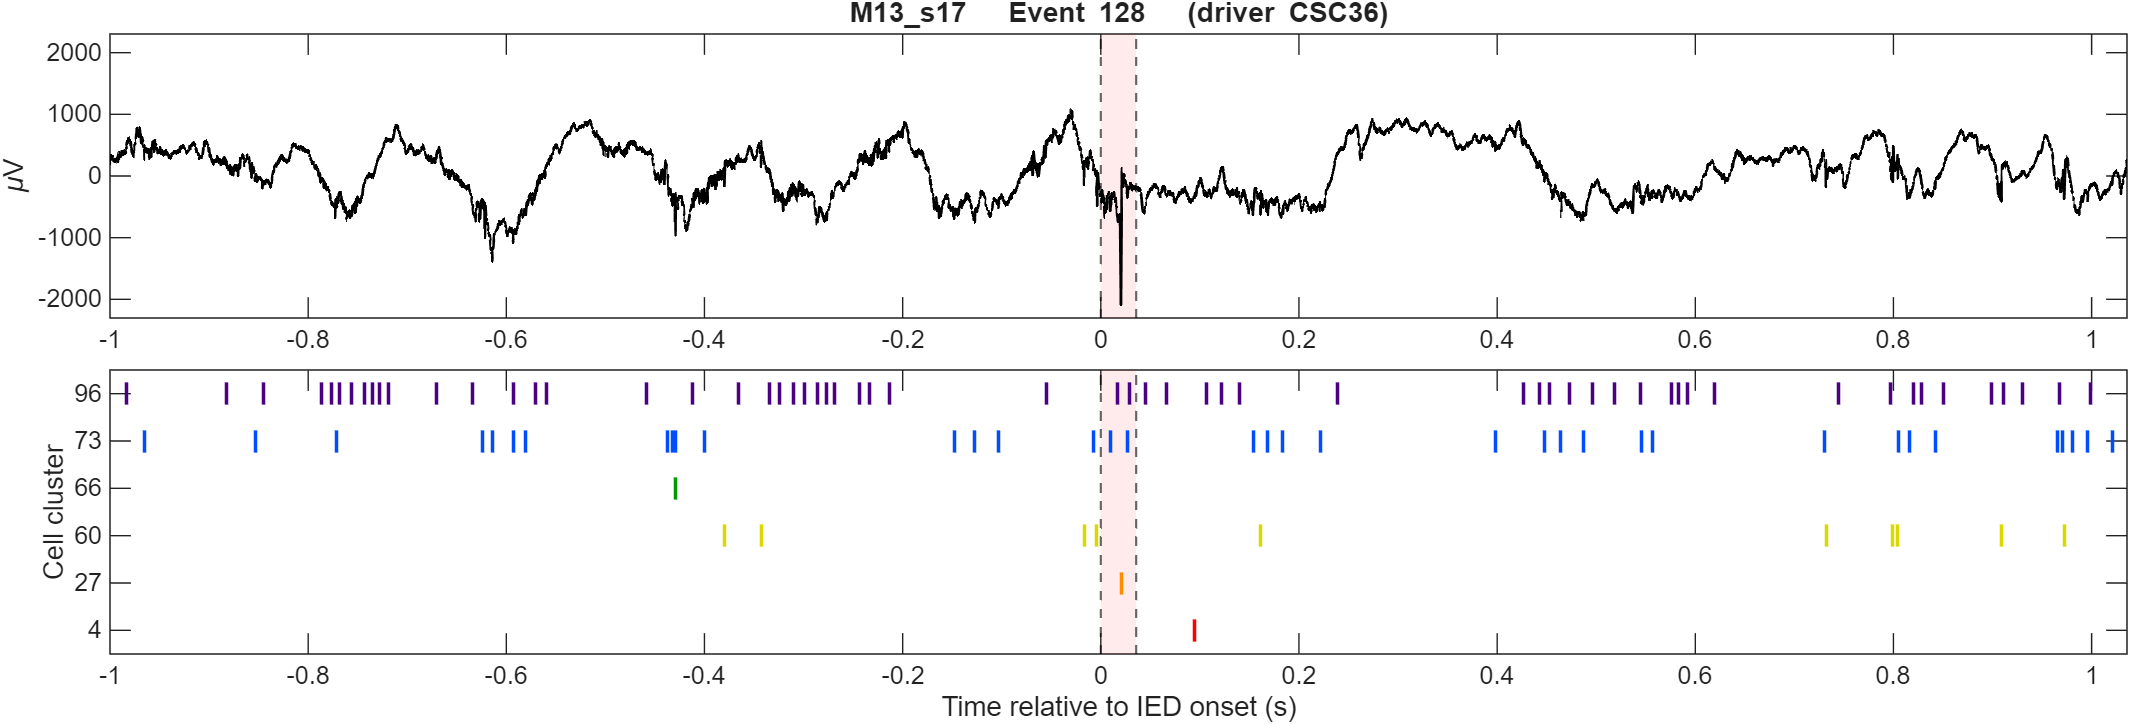 M13_s17 Event 128 (driver CSC36)
2000
1000
0
-1000
-2000
µV
-1 -0.8 -0.6 -0.4 -0.2 0 0.2 0.4 0.6 0.8 1
96
73
66
60
27
4
Cell cluster
-1 -0.8 -0.6 -0.4 -0.2 0 0.2 0.4 0.6 0.8 1
Time relative to IED onset (s)